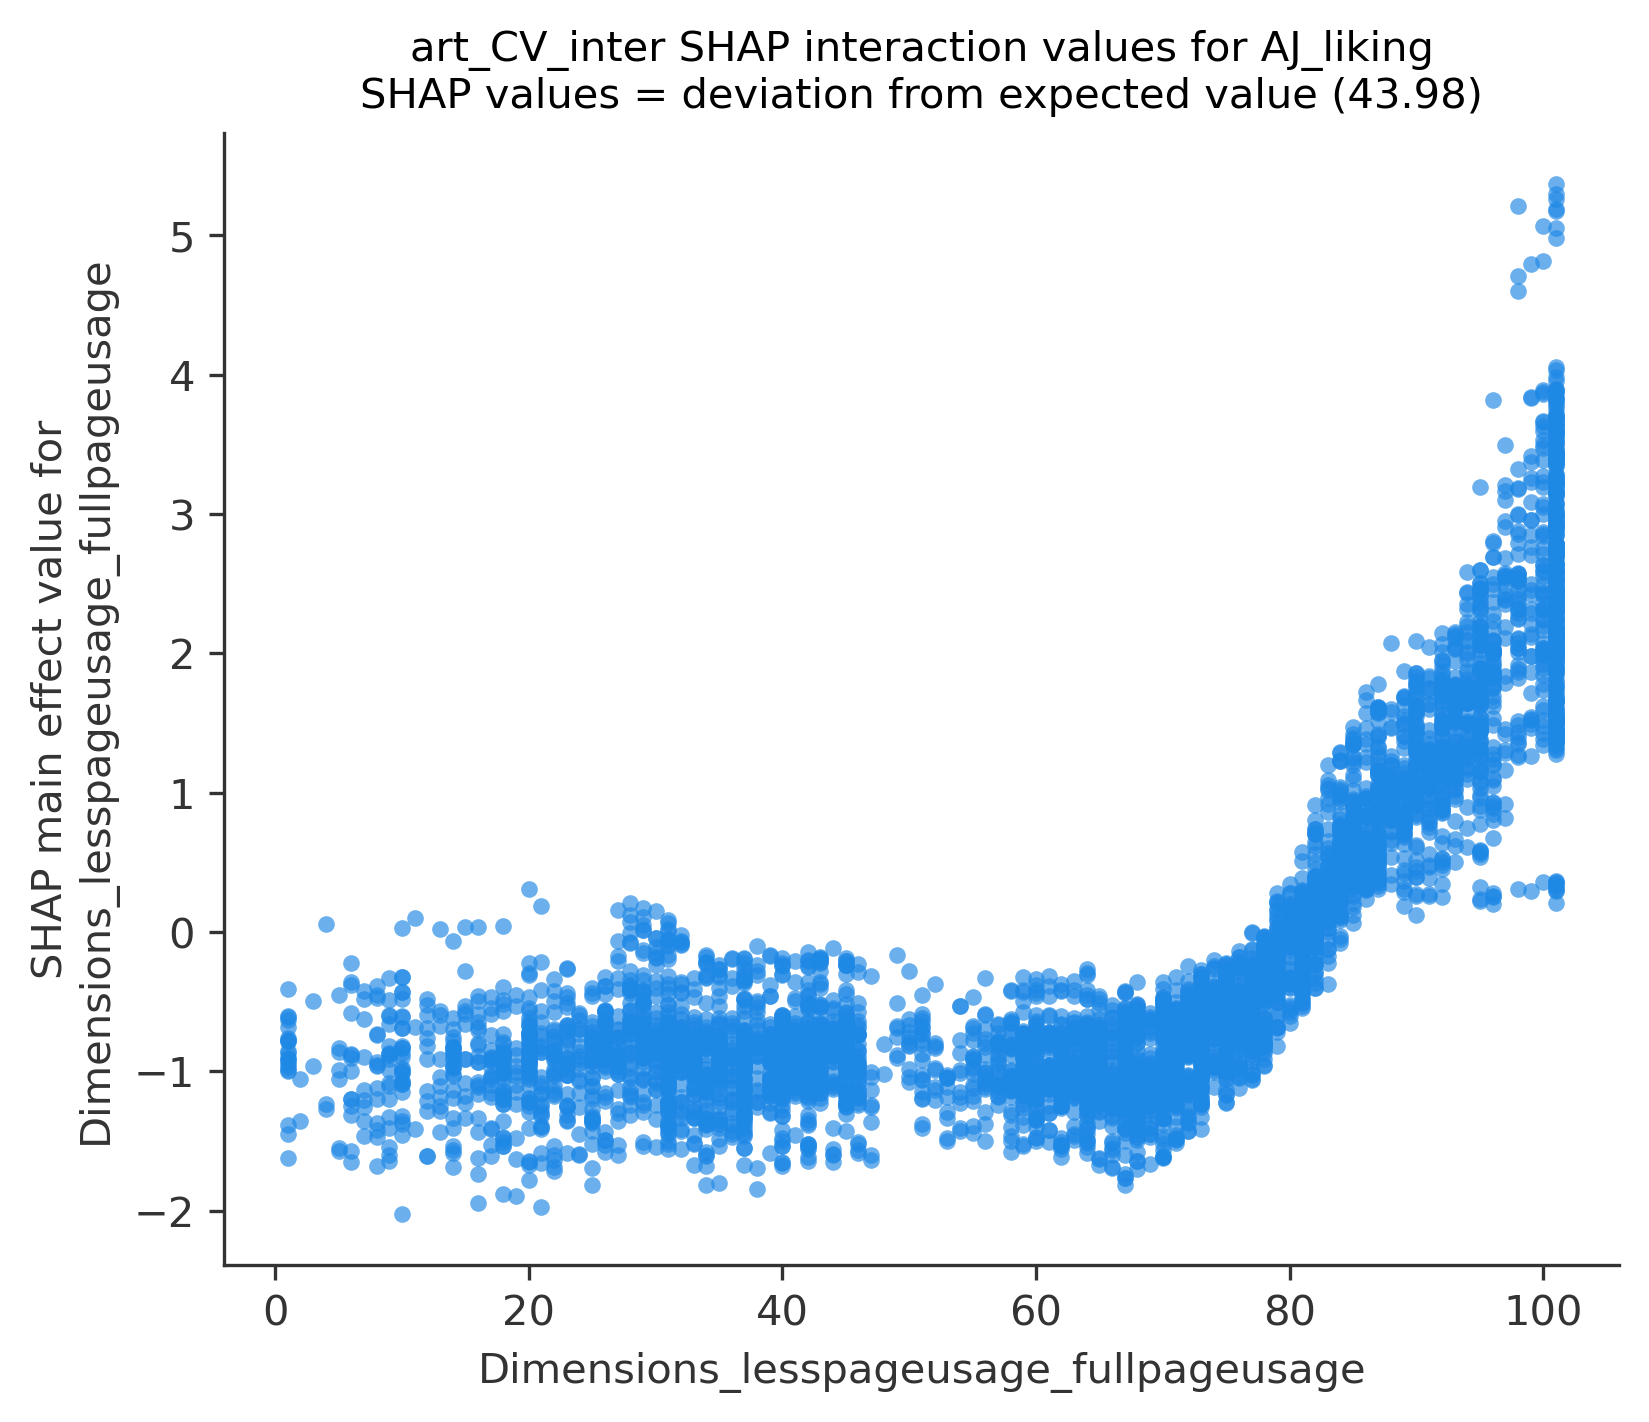 art_CV_inter SHAP interaction values for AJ_liking
SHAP values = deviation from expected value (43.98)
SHAP main effect value for
Dimensions_lesspageusage_fullpageusage
5
4
3
2
1
0
−1
−2
0
20
40
60
80
100
Dimensions_lesspageusage_fullpageusage